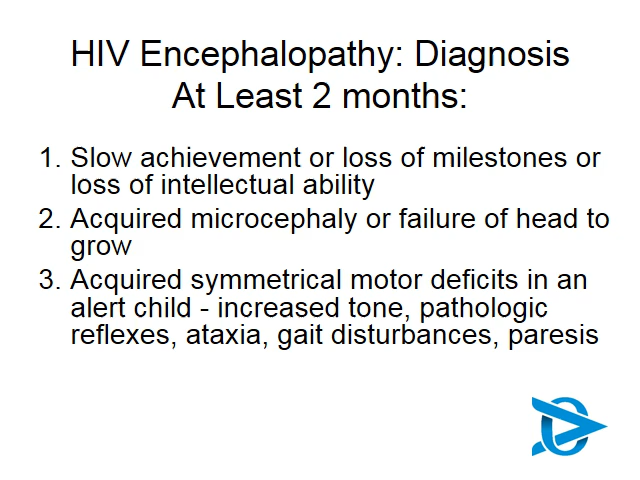 HIV Encephalopathy: Diagnosis
At Least 2 months:
1. Slow achievement or loss of milestones or
loss of intellectual ability
2. Acquired microcephaly or failure of head to
grow
3. Acquired symmetrical motor deficits in an
alert child - increased tone, pathologic
reflexes, ataxia, gait disturbances, paresis